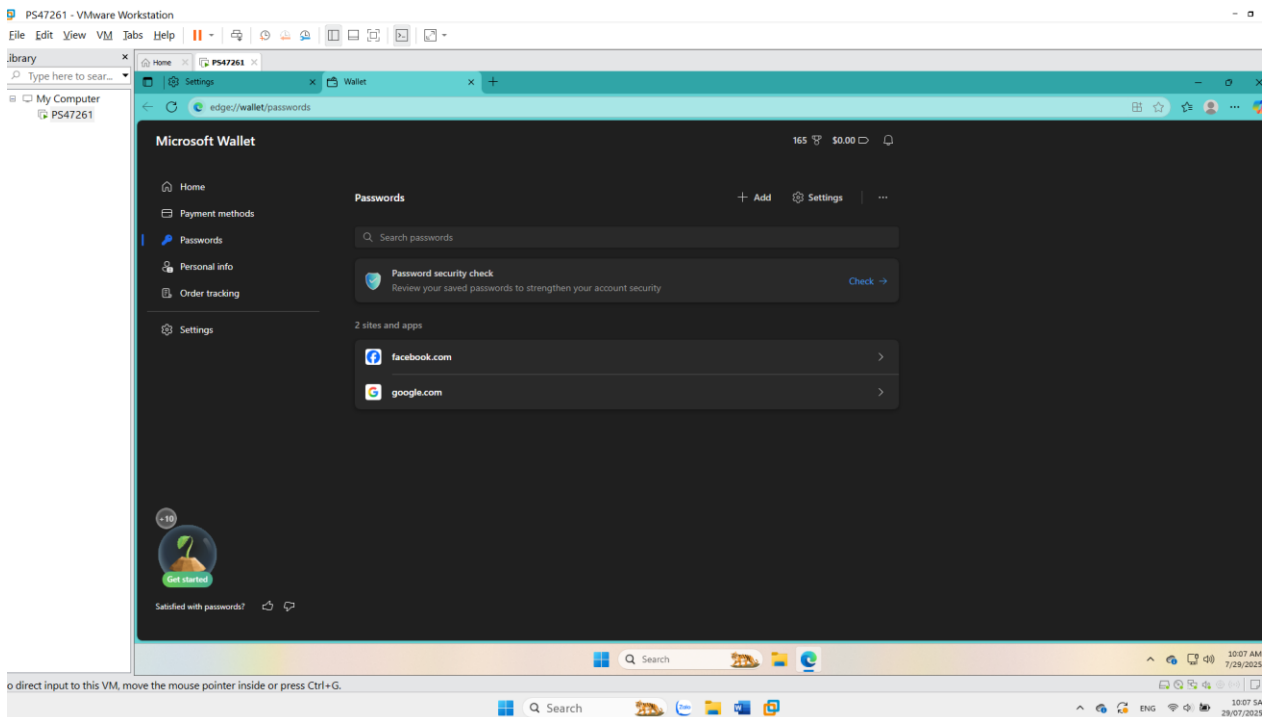 PS47261 - VMware Workstation
File Edit View VM Tabs Help
Library
Type here to sear...
My Computer
PS47261
Home
PS47261
Settings
Wallet
edge://wallet/passwords
Microsoft Wallet
165 $0.00
Home
Payment methods
Passwords
Personal info
Order tracking
Settings
Passwords
Add Settings
Search passwords
Password security check
Review your saved passwords to strengthen your account security
Check
2 sites and apps
facebook.com
google.com
+10
Get started
Satisfied with passwords?
Search
10:07 AM
7/29/2025
o direct input to this VM, move the mouse pointer inside or press Ctrl+G.
Search
Zalo
ENG
10:07 SA
29/07/2025